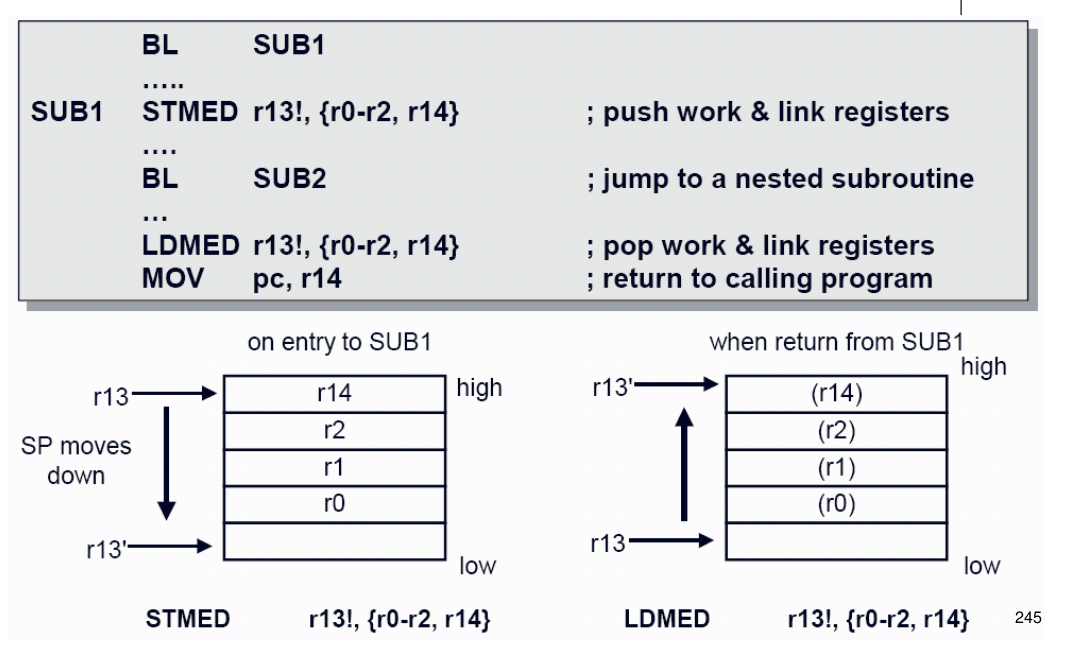 BL SUB1
.....
SUB1 STMED r13!, {r0-r2, r14} ; push work & link registers
....
BL SUB2 ; jump to a nested subroutine
...
LDMED r13!, {r0-r2, r14} ; pop work & link registers
MOV pc, r14 ; return to calling program
on entry to SUB1
r13
r14
high
SP moves
down
r2
r1
r0
r13'
low
STMED r13!, {r0-r2, r14}
when return from SUB1
high
r13'
(r14)
(r2)
(r1)
(r0)
r13
low
LDMED r13!, {r0-r2, r14}
245